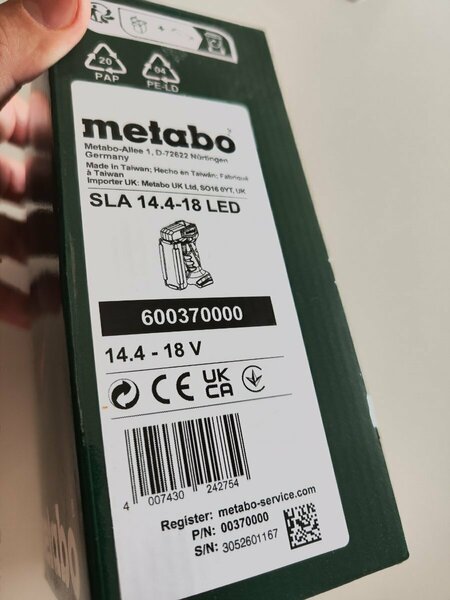 20
PAP
04
PE-LD
metabo
Metabo-Allee 1, D-72622 Nürtingen
Germany
Made in Taiwan; Hecho en Taiwán; Fabriqué
à Taiwan
Importer UK: Metabo UK Ltd, SO16 0YT, UK
SLA 14.4-18 LED
600370000
14.4 - 18 V
CE UK
CA
4 007430 242754
Register: metabo-service.com
P/N: 00370000
S/N: 3052601167
tabo